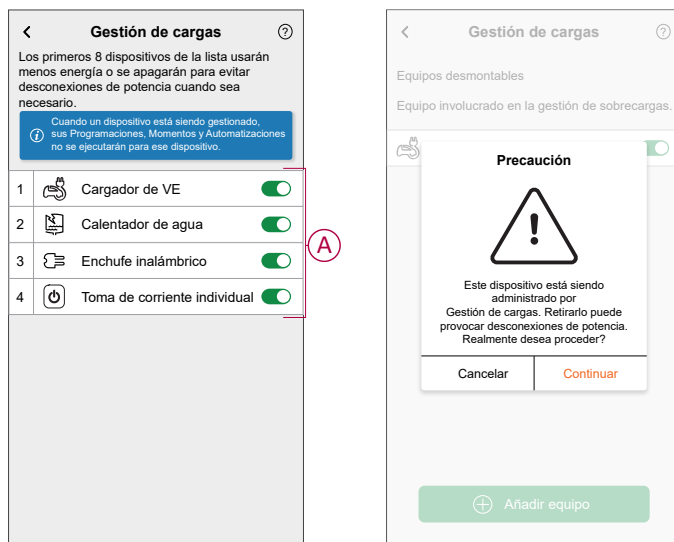 Gestión de cargas
Los primeros 8 dispositivos de la lista usarán
menos energía o se apagarán para evitar
desconexiones de potencia cuando sea
necesario.
Cuando un dispositivo está siendo gestionado,
sus Programaciones, Momentos y Automatizaciones
no se ejecutarán para ese dispositivo.
1 Cargador de VE
2 Calentador de agua
3 Enchufe inalámbrico
4 Toma de corriente individual
A
Gestión de cargas
Equipos desmontables
Equipo involucrado en la gestión de sobrecargas.
Precaución
Este dispositivo está siendo
administrado por
Gestión de cargas. Retirarlo puede
provocar desconexiones de potencia.
Realmente desea proceder?
Cancelar
Continuar
Añadir equipo